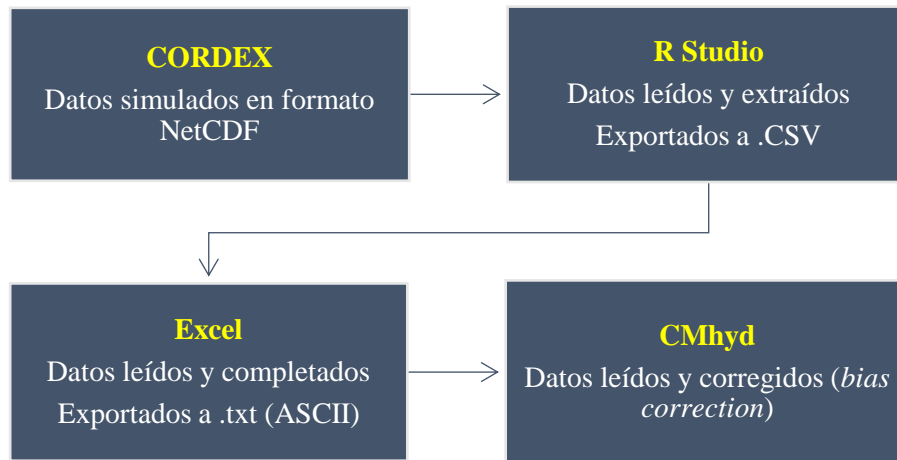 CORDEX
Datos simulados en formato
NetCDF
R Studio
Datos leídos y extraídos
Exportados a .CSV
Excel
Datos leídos y completados
Exportados a .txt (ASCII)
CMhyd
Datos leídos y corregidos (bias
correction)